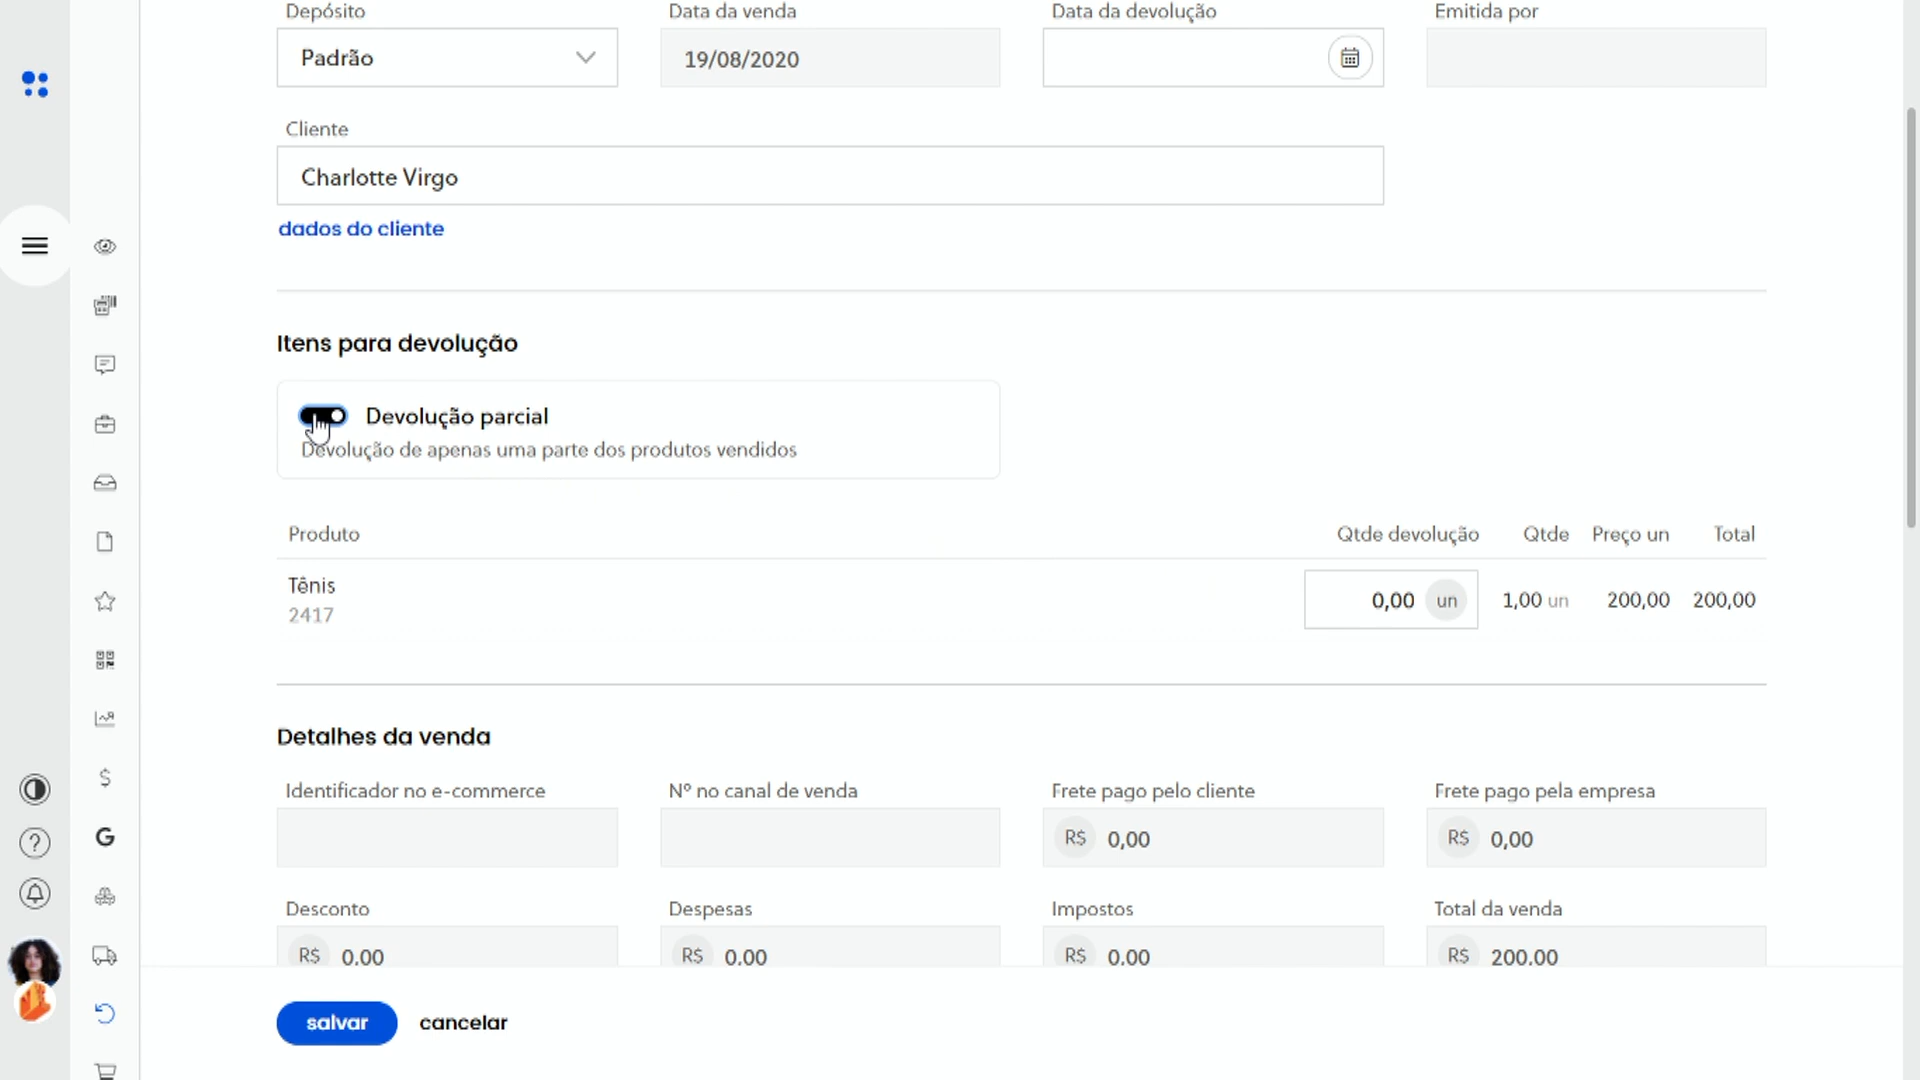 Depósito
Data da venda
Data da devolução
Emitida por
Padrão
19/08/2020
Cliente
Charlotte Virgo
dados do cliente
Itens para devolução
Devolução parcial
Devolução de apenas uma parte dos produtos vendidos
Produto
Qtde devolução
Qtde
Preço un
Total
Tênis
2417
0,00 un
1,00 un
200,00
200,00
Detalhes da venda
Identificador no e-commerce
Nº no canal de venda
Frete pago pelo cliente
Frete pago pela empresa
R$ 0,00
R$ 0,00
Desconto
Despesas
Impostos
Total da venda
R$ 0,00
R$ 0,00
R$ 0,00
R$ 200,00
salvar
cancelar